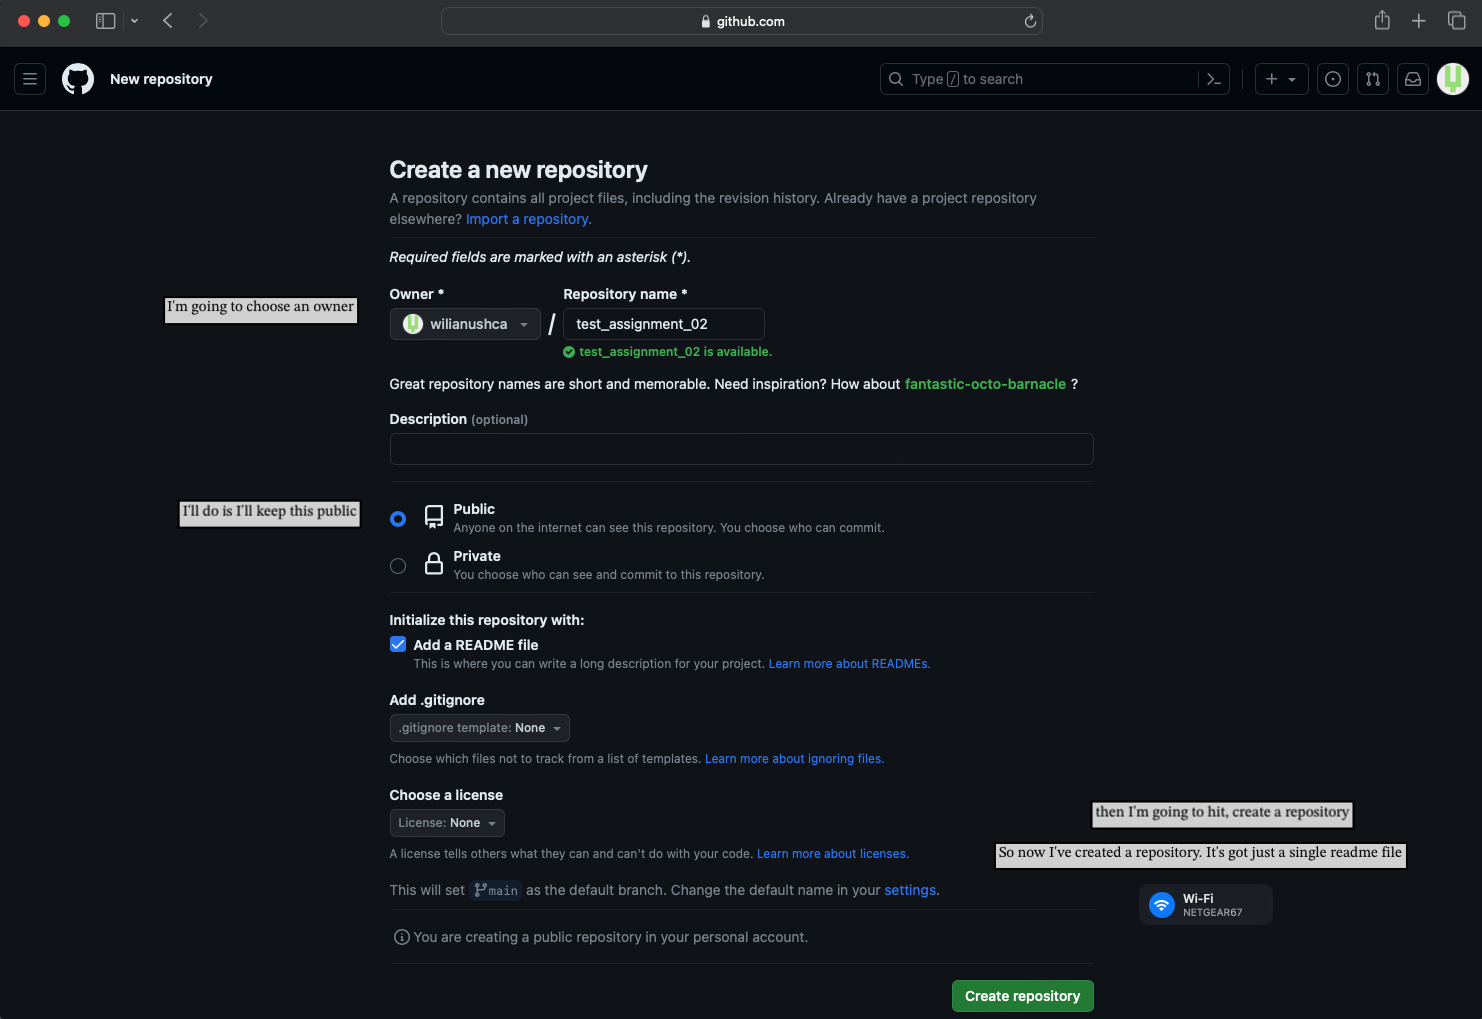 github.com
New repository
Type / to search
Create a new repository
A repository contains all project files, including the revision history. Already have a project repository
elsewhere? Import a repository.
Required fields are marked with an asterisk (*).
I'm going to choose an owner
Owner *
Repository name *
wilianushca
/
test_assignment_02
test_assignment_02 is available.
Great repository names are short and memorable. Need inspiration? How about fantastic-octo-barnacle ?
Description (optional)
I'll do is I'll keep this public
Public
Anyone on the internet can see this repository. You choose who can commit.
Private
You choose who can see and commit to this repository.
Initialize this repository with:
Add a README file
This is where you can write a long description for your project. Learn more about READMEs.
Add .gitignore
.gitignore template: None
Choose which files not to track from a list of templates. Learn more about ignoring files.
Choose a license
License: None
then I'm going to hit, create a repository
A license tells others what they can and can't do with your code. Learn more about licenses.
So now I've created a repository. It's got just a single readme file
This will set main as the default branch. Change the default name in your settings.
Wi-Fi
NETGEAR67
You are creating a public repository in your personal account.
Create repository